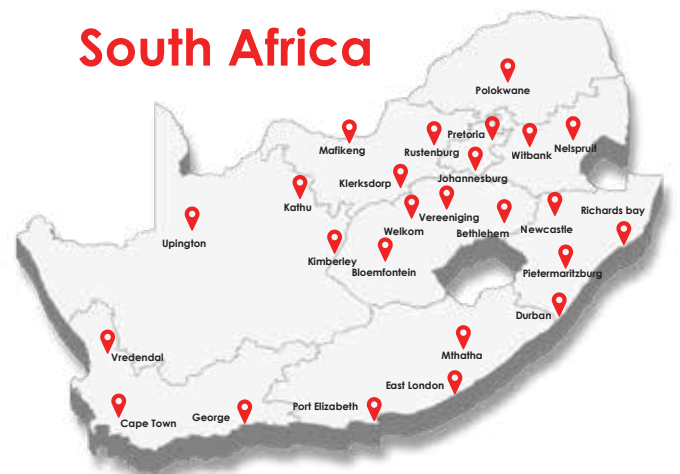 South Africa
Polokwane
Pretoria
Mafikeng
Rustenburg
Witbank
Nelspruit
Johannesburg
Klerksdorp
Kathu
Vereeniging
Richards bay
Welkom
Bethlehem
Newcastle
Upington
Kimberley
Bloemfontein
Pietermaritzburg
Durban
Vredendal
Mthatha
East London
Port Elizabeth
George
Cape Town